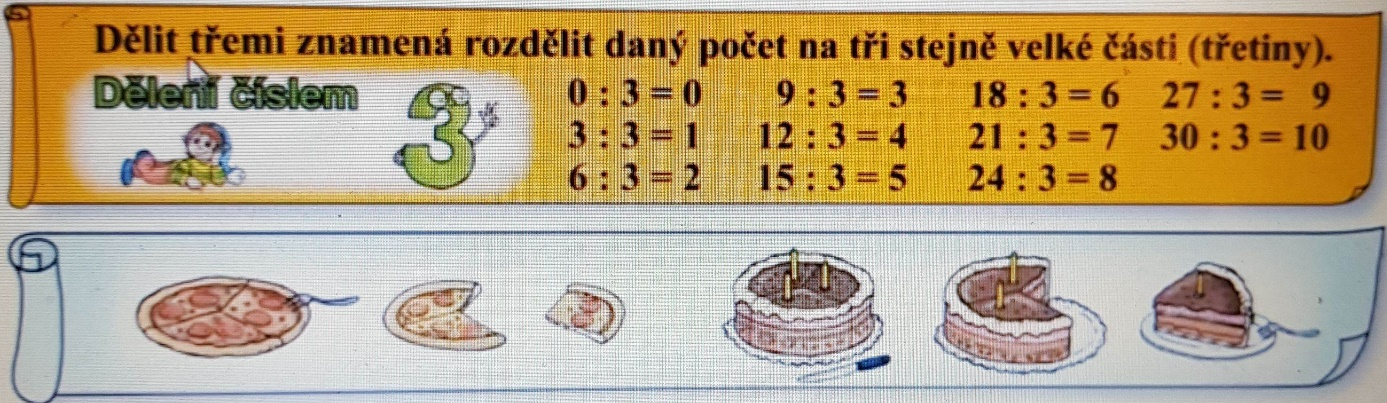 Dělit třemi znamená rozdělit daný počet na tři stejně velké části (třetiny).
Dělení číslem 3
0 : 3 = 0 9 : 3 = 3 18 : 3 = 6 27 : 3 = 9
3 : 3 = 1 12 : 3 = 4 21 : 3 = 7 30 : 3 = 10
6 : 3 = 2 15 : 3 = 5 24 : 3 = 8